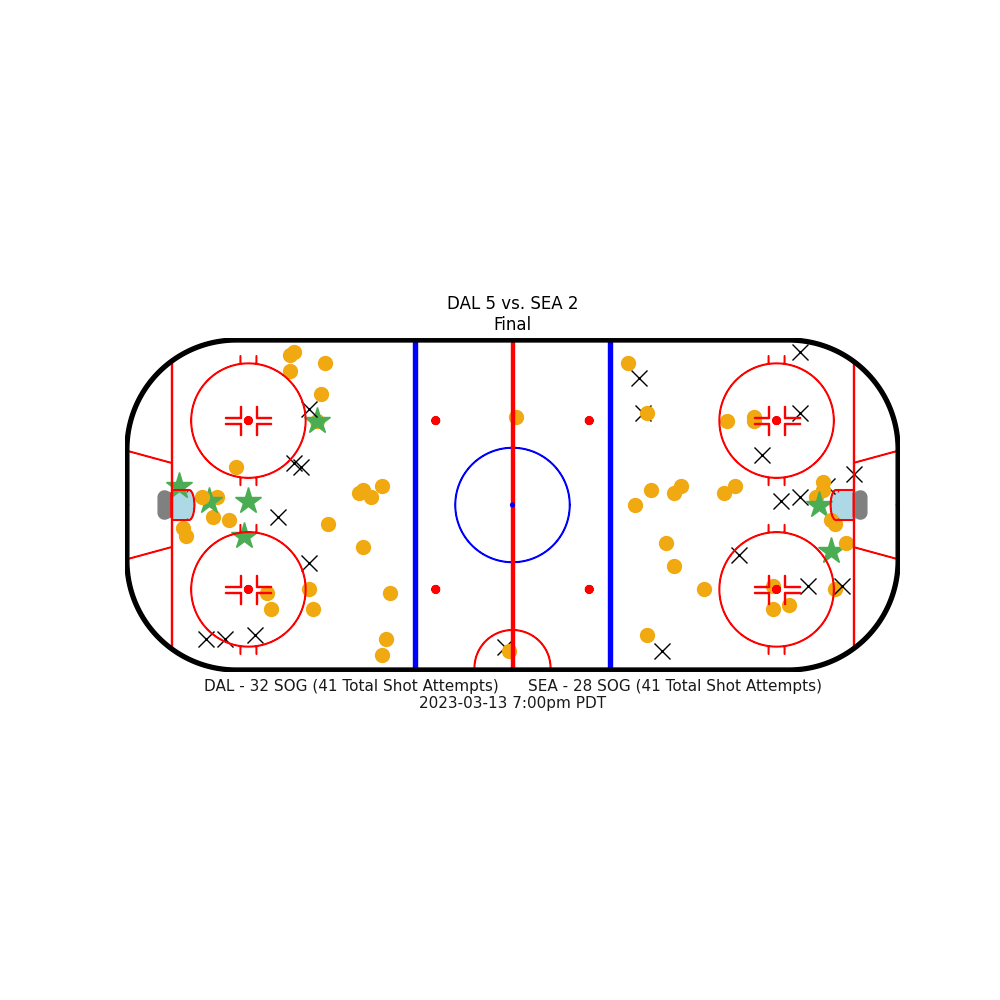 DAL 5 vs. SEA 2
Final
DAL - 32 SOG (41 Total Shot Attempts) SEA - 28 SOG (41 Total Shot Attempts)
2023-03-13 7:00pm PDT